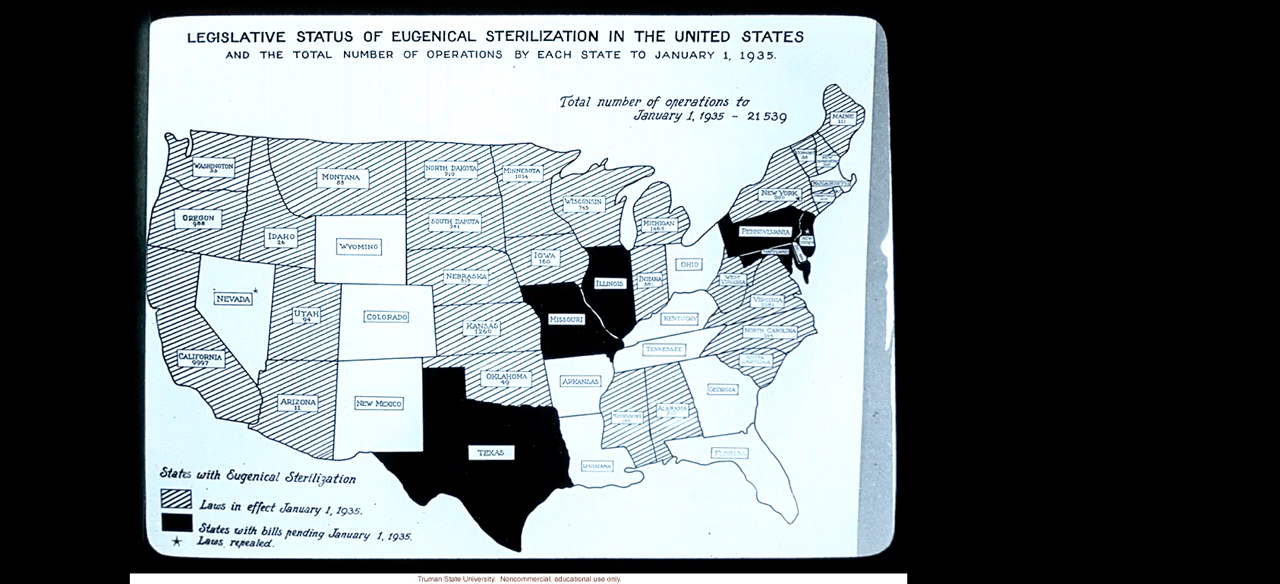 LEGISLATIVE STATUS OF EUGENICAL STERILIZATION IN THE UNITED STATES
AND THE TOTAL NUMBER OF OPERATIONS BY EACH STATE TO JANUARY 1, 1935.
Total number of operations to
January 1, 1935 - 21539
MAINE
111
WASHINGTON
MONTANA
NORTH DAKOTA
MINNESOTA
WISCONSIN
NEW YORK
OREGON
IDAHO
WYOMING
SOUTH DAKOTA
MICHIGAN
PENNSYLVANIA
IOWA
OHIO
NEBRASKA
ILLINOIS
INDIANA
WEST
VIRGINIA
NEVADA
VIRGINIA
UTAH
COLORADO
KANSAS
1260
MISSOURI
KENTUCKY
NORTH CAROLINA
CALIFORNIA
9997
TENNESSEE
OKLAHOMA
ARKANSAS
GEORGIA
ARIZONA
11
NEW MEXICO
ALABAMA
TEXAS
LOUISIANA
FLORIDA
States with Eugenical Sterilization
Laws in effect January 1, 1935.
States with bills pending January 1, 1935.
★ Laws repealed.
Truman State University. Noncommercial, educational use only.